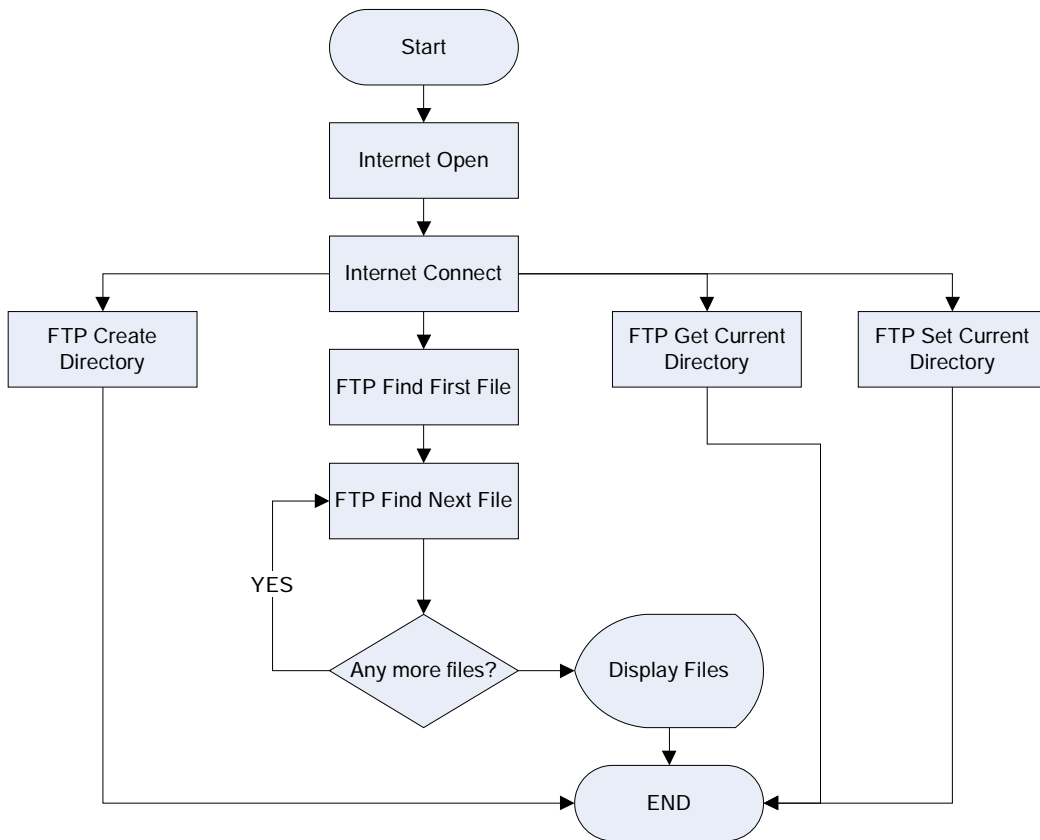 Start
Internet Open
Internet Connect
FTP Create
Directory
FTP Get Current
Directory
FTP Set Current
Directory
FTP Find First File
FTP Find Next File
YES
Any more files?
Display Files
END